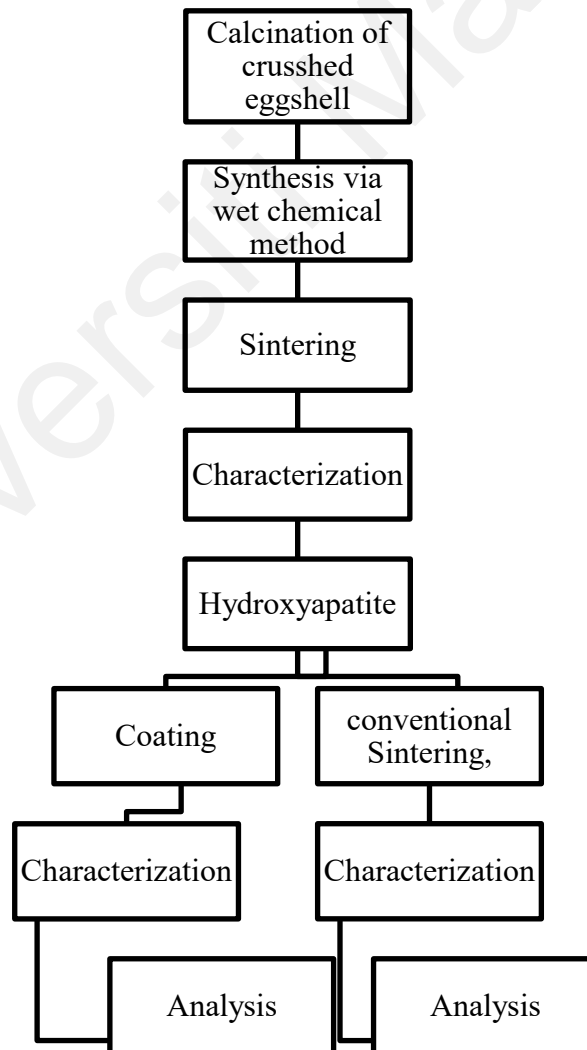 Calcination of
crusshed
eggshell
Synthesis via
wet chemical
method
Sintering
Characterization
Hydroxyapatite
Coating
conventional
Sintering,
Characterization
Characterization
Analysis
Analysis